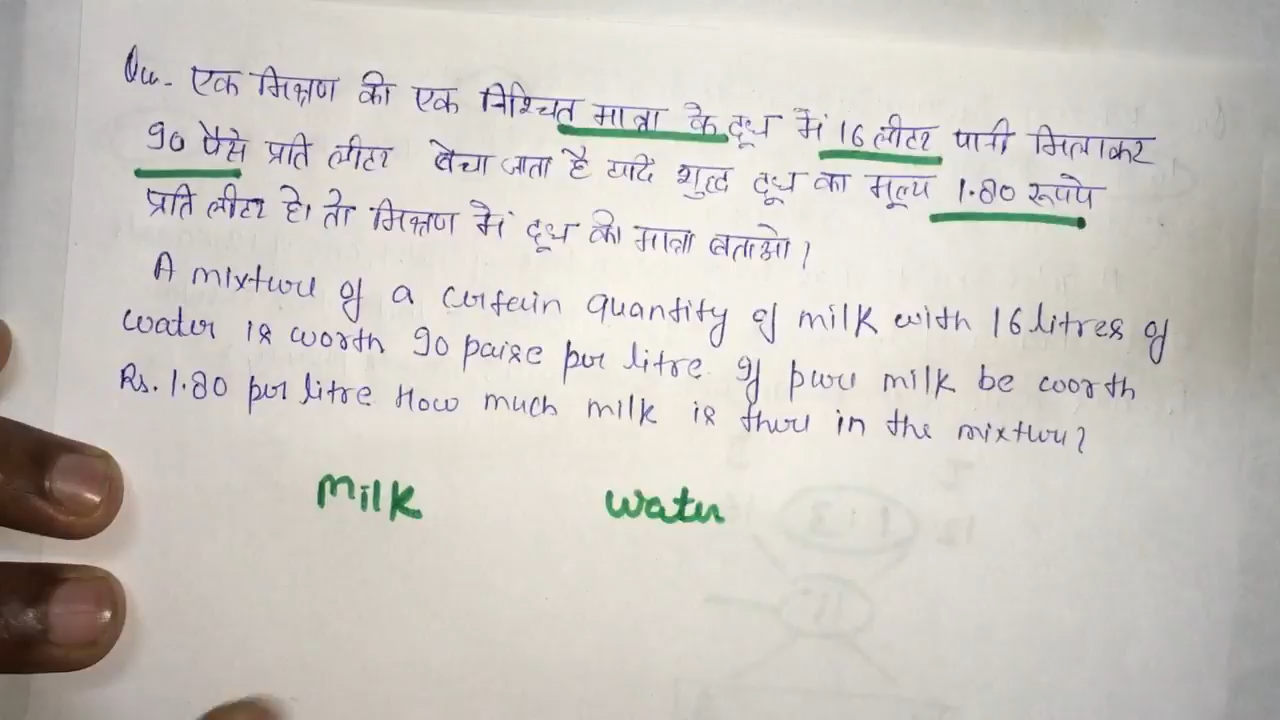 Qu. एक मिश्रण की एक निश्चित मात्रा के दूध में 16 लीटर पानी मिलाकर
90 पैसे प्रति लीटर बेचा जाता है यदि शुद्ध दूध का मूल्य 1.80 रूपये
प्रति लीटर है। तो मिश्रण में दूध की मात्रा बताओ?
A mixture of a certain quantity of milk with 16 litres of
water is worth 90 paise per litre. If pure milk be worth
Rs. 1.80 per litre How much milk is there in the mixture?
Milk water